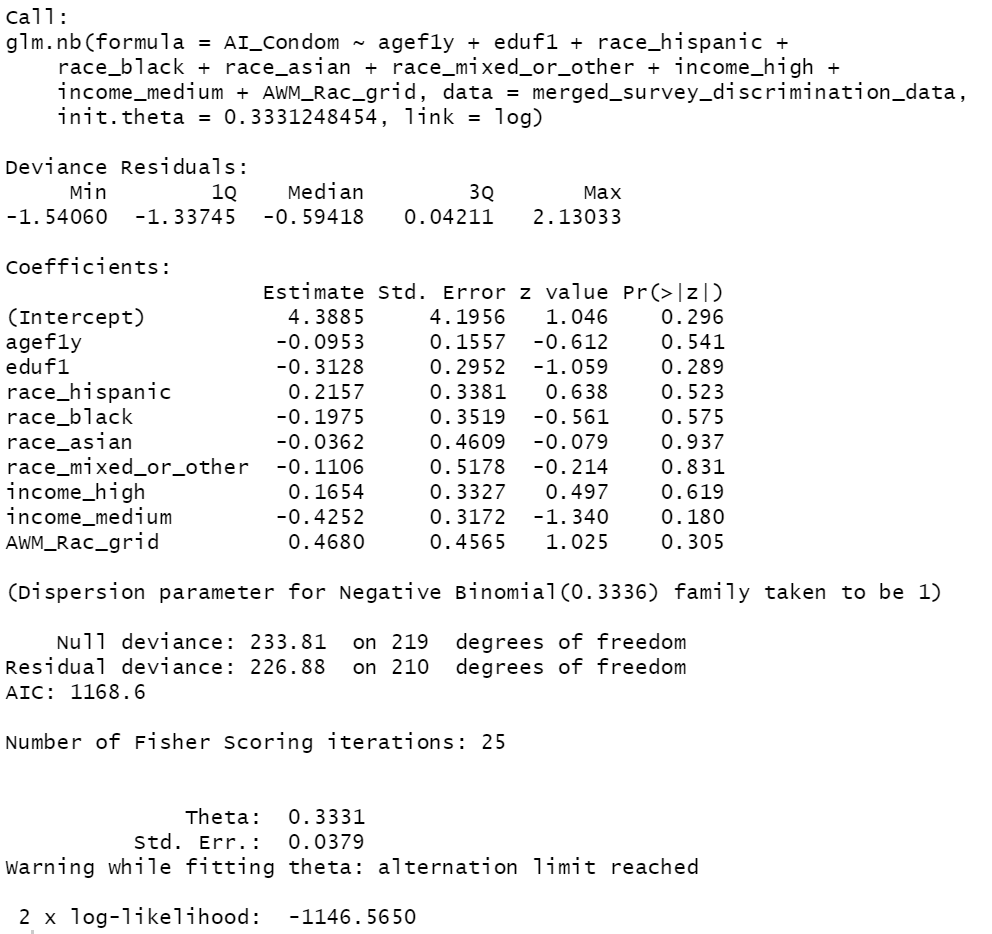 Call:
glm.nb(formula = AI_Condom ~ agef1y + eduf1 + race_hispanic +
    race_black + race_asian + race_mixed_or_other + income_high +
    income_medium + AWM_Rac_grid, data = merged_survey_discrimination_data,
    init.theta = 0.3331248454, link = log)

Deviance Residuals:
     Min        1Q    Median        3Q       Max
-1.54060  -1.33745  -0.59418   0.04211   2.13033

Coefficients:
                    Estimate Std. Error z value Pr(>|z|)
(Intercept)           4.3885     4.1956   1.046    0.296
agef1y               -0.0953     0.1557  -0.612    0.541
eduf1                -0.3128     0.2952  -1.059    0.289
race_hispanic         0.2157     0.3381   0.638    0.523
race_black           -0.1975     0.3519  -0.561    0.575
race_asian           -0.0362     0.4609  -0.079    0.937
race_mixed_or_other  -0.1106     0.5178  -0.214    0.831
income_high           0.1654     0.3327   0.497    0.619
income_medium        -0.4252     0.3172  -1.340    0.180
AWM_Rac_grid          0.4680     0.4565   1.025    0.305

(Dispersion parameter for Negative Binomial(0.3336) family taken to be 1)

    Null deviance: 233.81  on 219  degrees of freedom
Residual deviance: 226.88  on 210  degrees of freedom
AIC: 1168.6

Number of Fisher Scoring iterations: 25


              Theta:  0.3331
          Std. Err.:  0.0379
Warning while fitting theta: alternation limit reached

 2 x log-likelihood:  -1146.5650